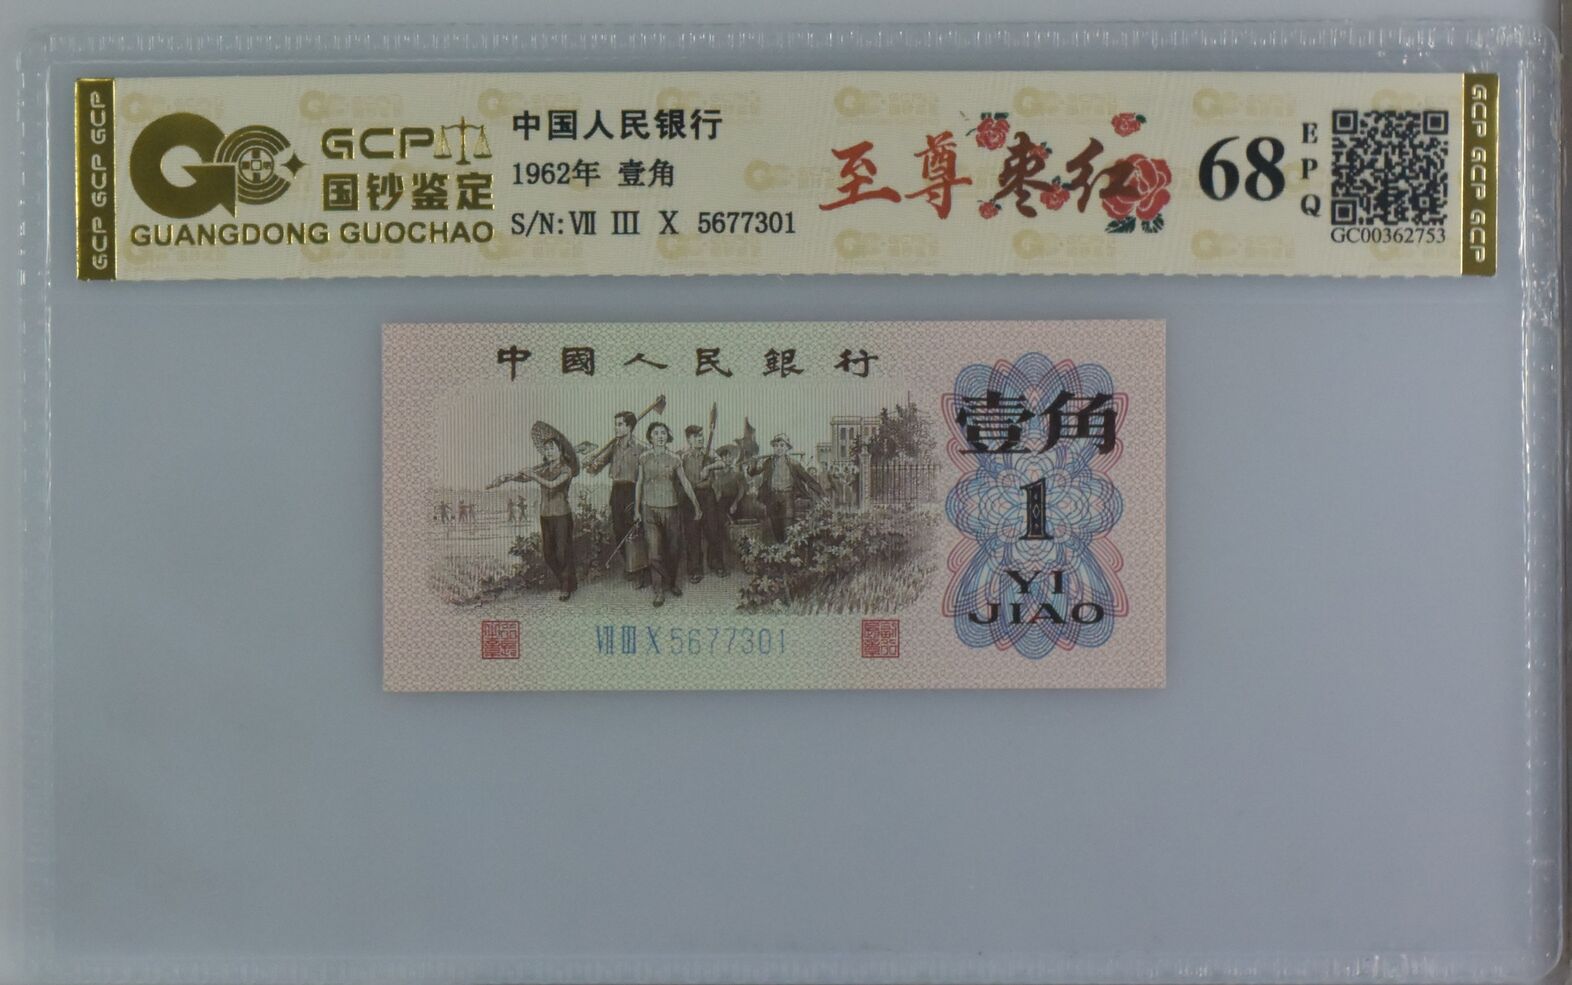 GCP GCP GCP
GCP
国钞鉴定
GUANGDONG GUOCHAO
中国人民银行
1962年 壹角
S/N: Ⅶ Ⅲ Ⅹ 5677301
至尊枣红
68
EPQ
GC00362753
GCP GCP GCP
中國人民銀行
壹角
1
YI
JIAO
Ⅶ Ⅲ Ⅹ 5677301